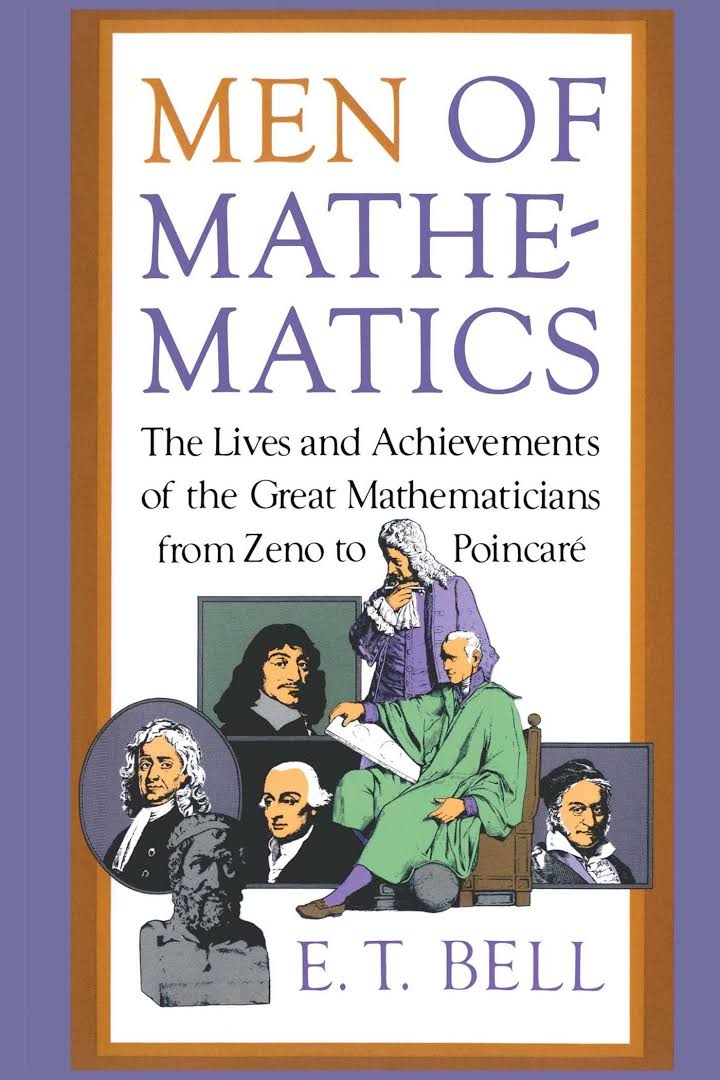 MEN OF
MATHE-
MATICS
The Lives and Achievements
of the Great Mathematicians
from Zeno to Poincaré
E. T. BELL